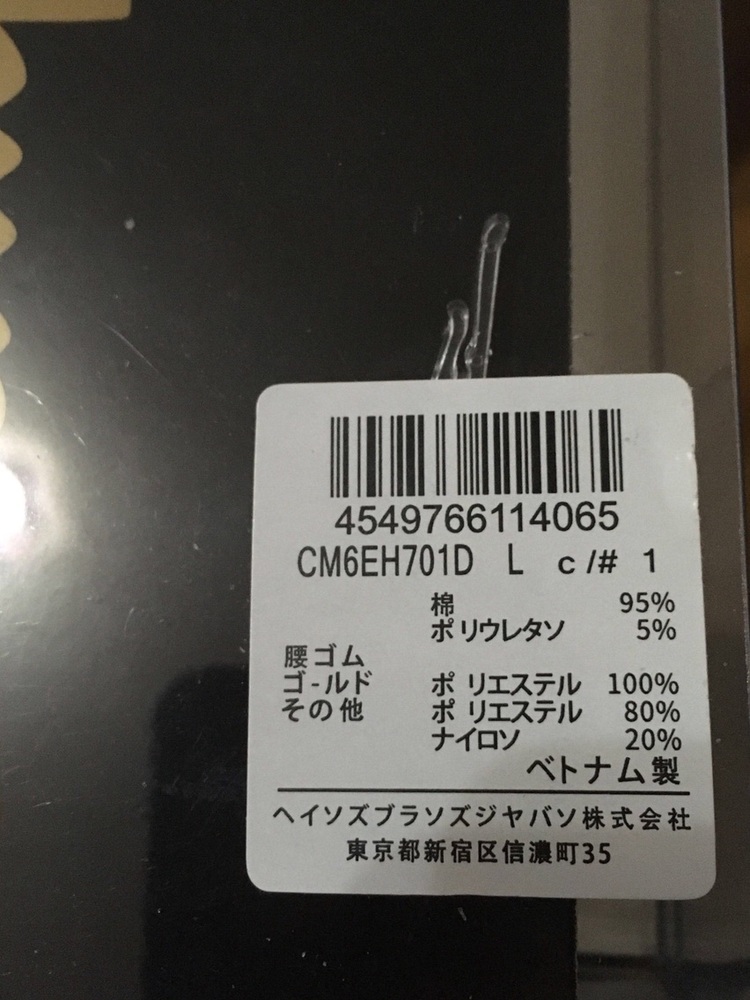 4549766114065
CM6EH701D L c/# 1
棉 95%
ポリウレタソ 5%
腰ゴム
ゴ-ルド ポリエステル 100%
その他 ポリエステル 80%
ナイロソ 20%
ベトナム製
ヘイソズブラソズジヤバソ株式会社
東京都新宿区信濃町35